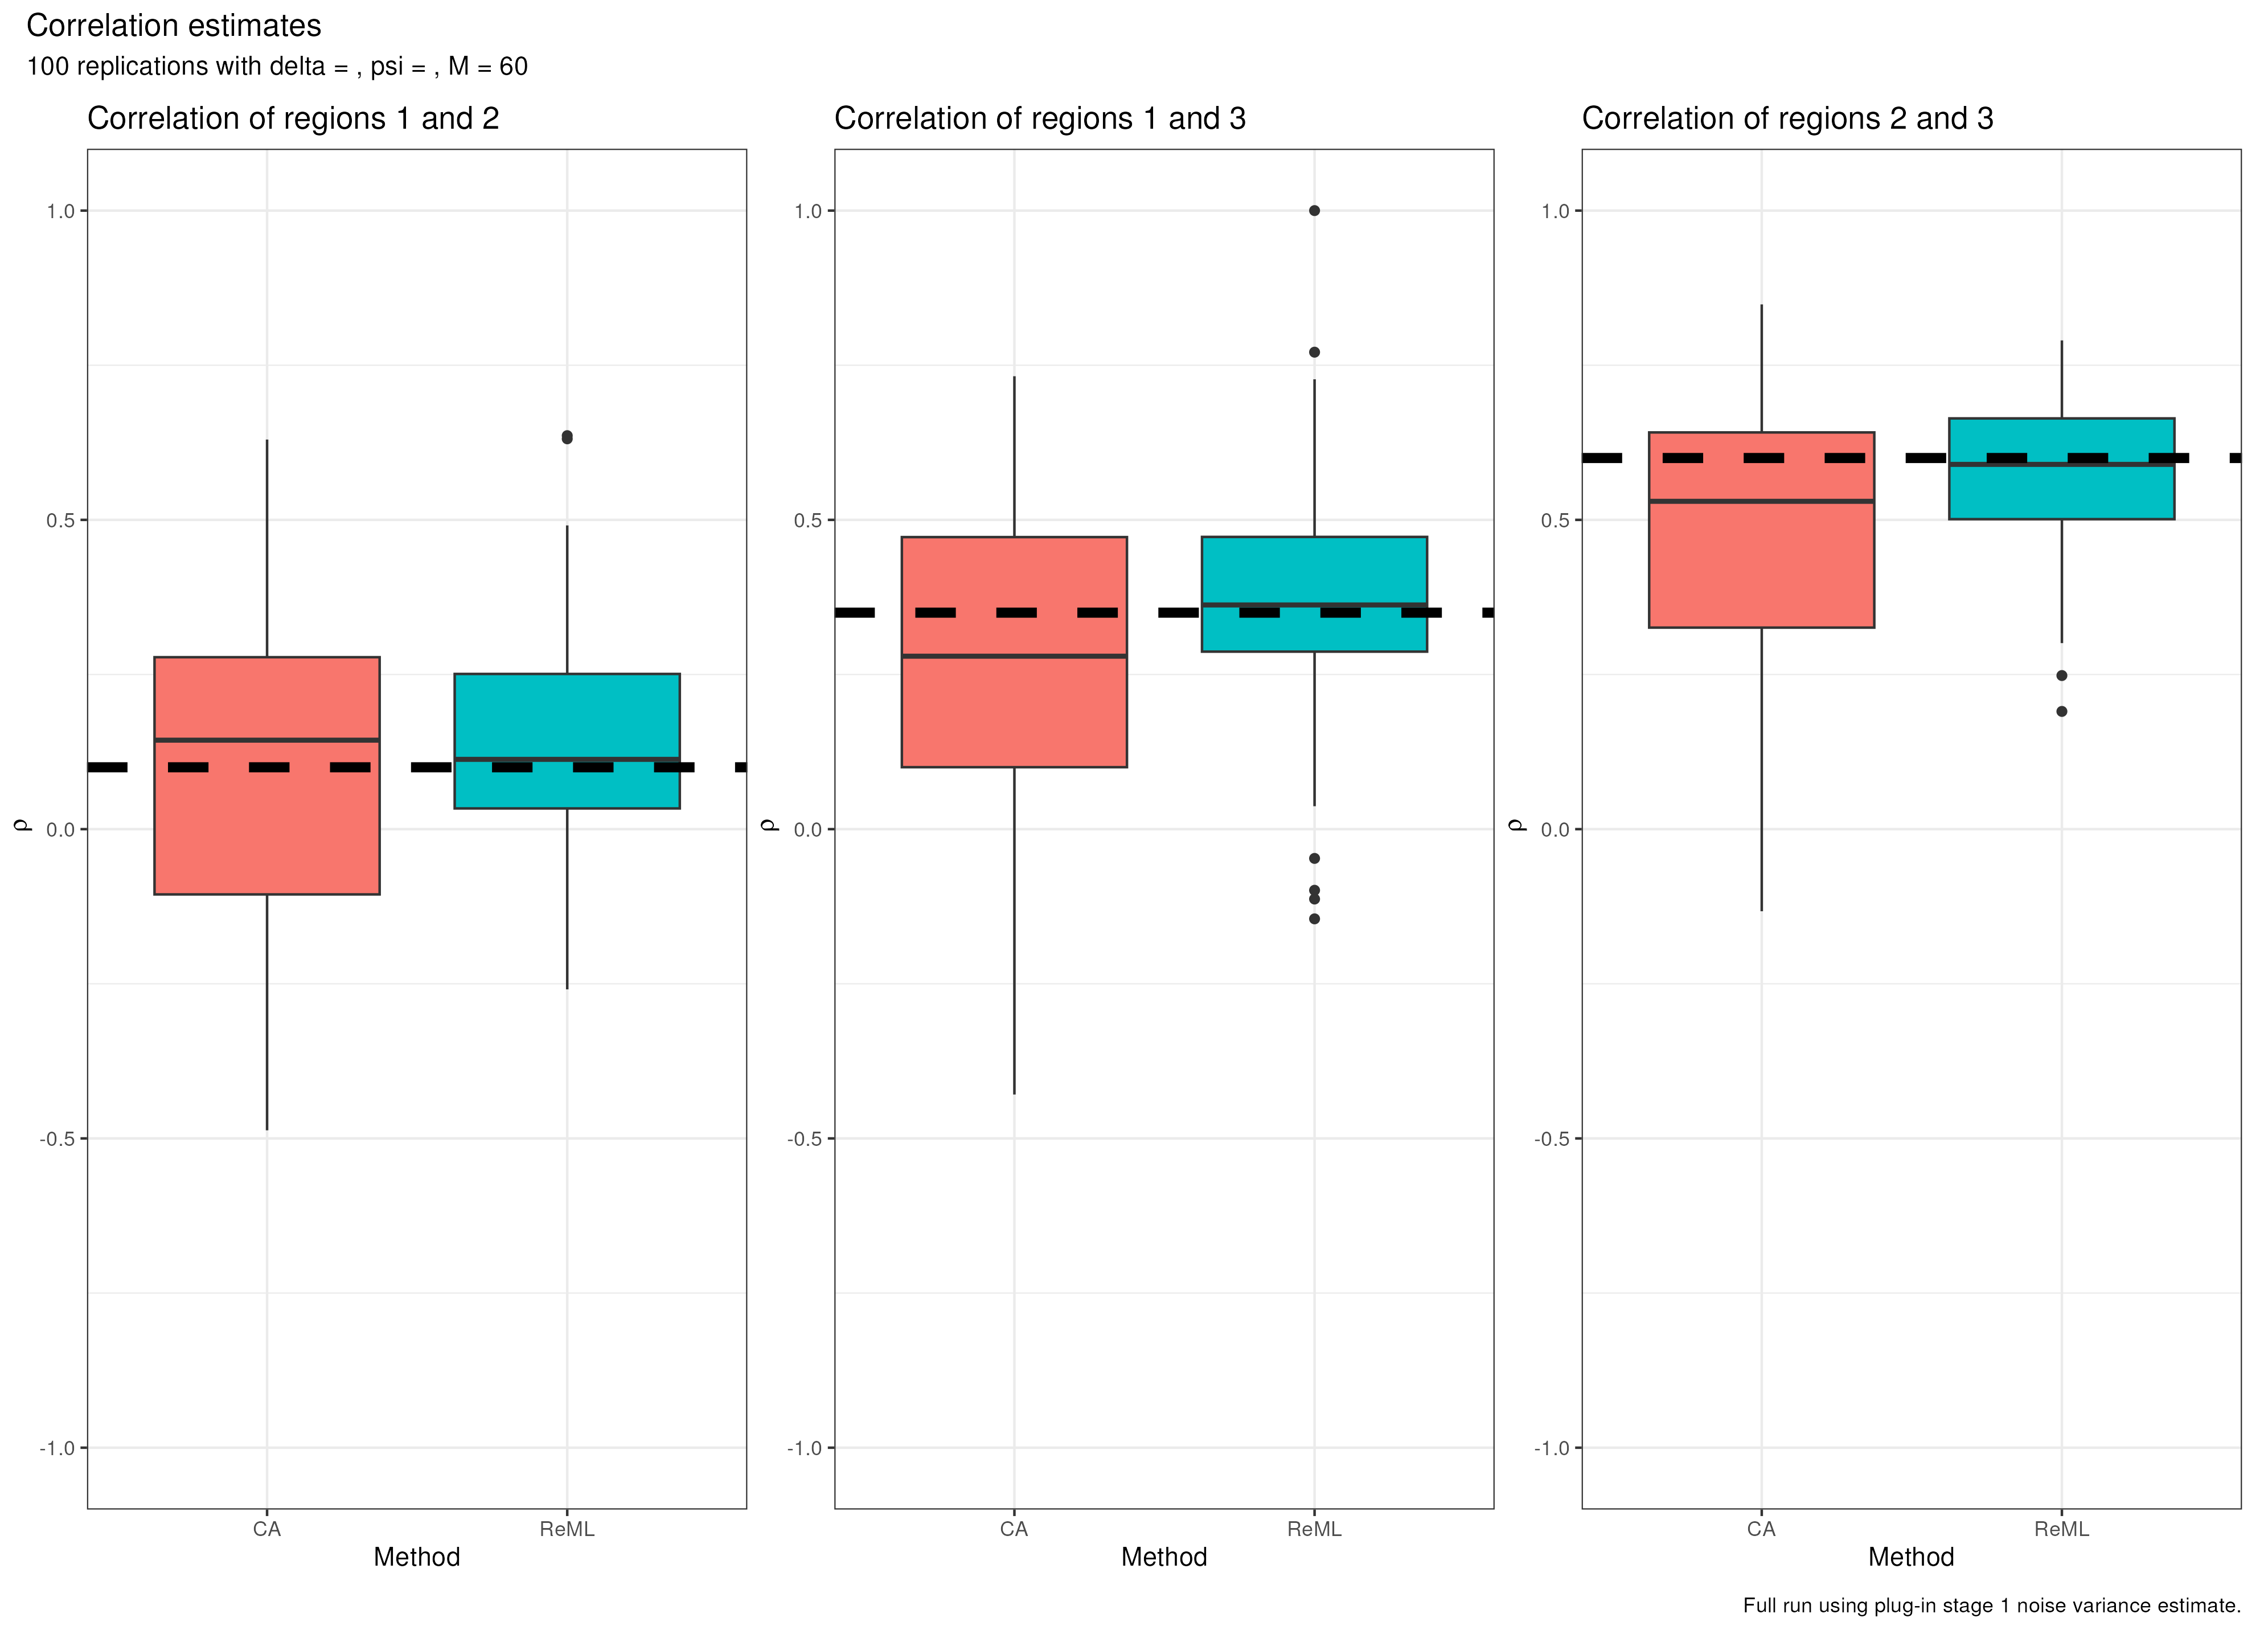 Correlation estimates
100 replications with delta = , psi = , M = 60
Correlation of regions 1 and 2
1.0
0.5
0.0
-0.5
-1.0
ρ
CA
ReML
Method
Correlation of regions 1 and 3
1.0
0.5
0.0
-0.5
-1.0
ρ
CA
ReML
Method
Correlation of regions 2 and 3
1.0
0.5
0.0
-0.5
-1.0
ρ
CA
ReML
Method
Full run using plug-in stage 1 noise variance estimate.